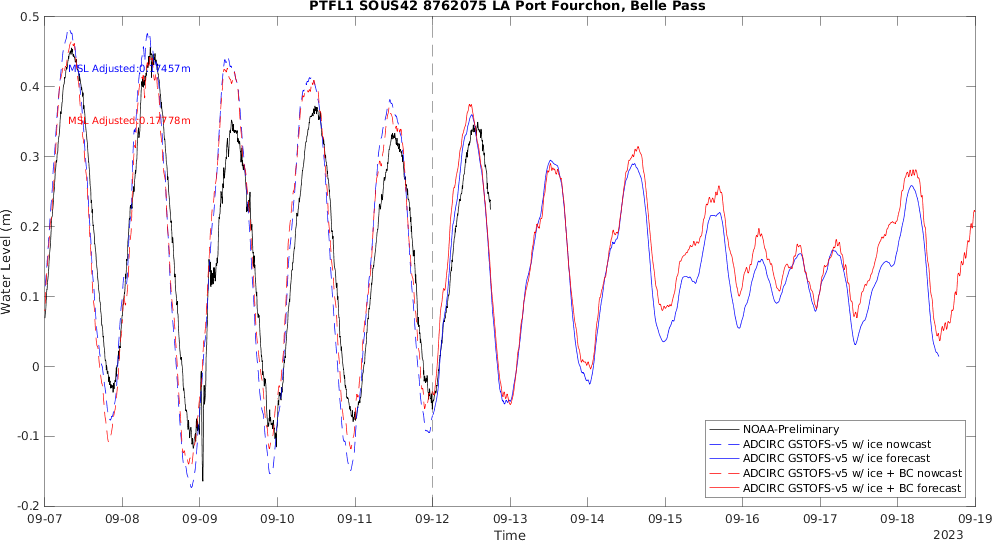 PTFL1 SOUS42 8762075 LA Port Fourchon, Belle Pass
0.5
0.4
0.3
0.2
0.1
0
-0.1
-0.2
Water Level (m)
MSL Adjusted:0.17457m
MSL Adjusted:0.17778m
NOAA-Preliminary
ADCIRC GSTOFS-v5 w/ ice nowcast
ADCIRC GSTOFS-v5 w/ ice forecast
ADCIRC GSTOFS-v5 w/ ice + BC nowcast
ADCIRC GSTOFS-v5 w/ ice + BC forecast
09-07 09-08 09-09 09-10 09-11 09-12 09-13 09-14 09-15 09-16 09-17 09-18 09-19
Time
2023